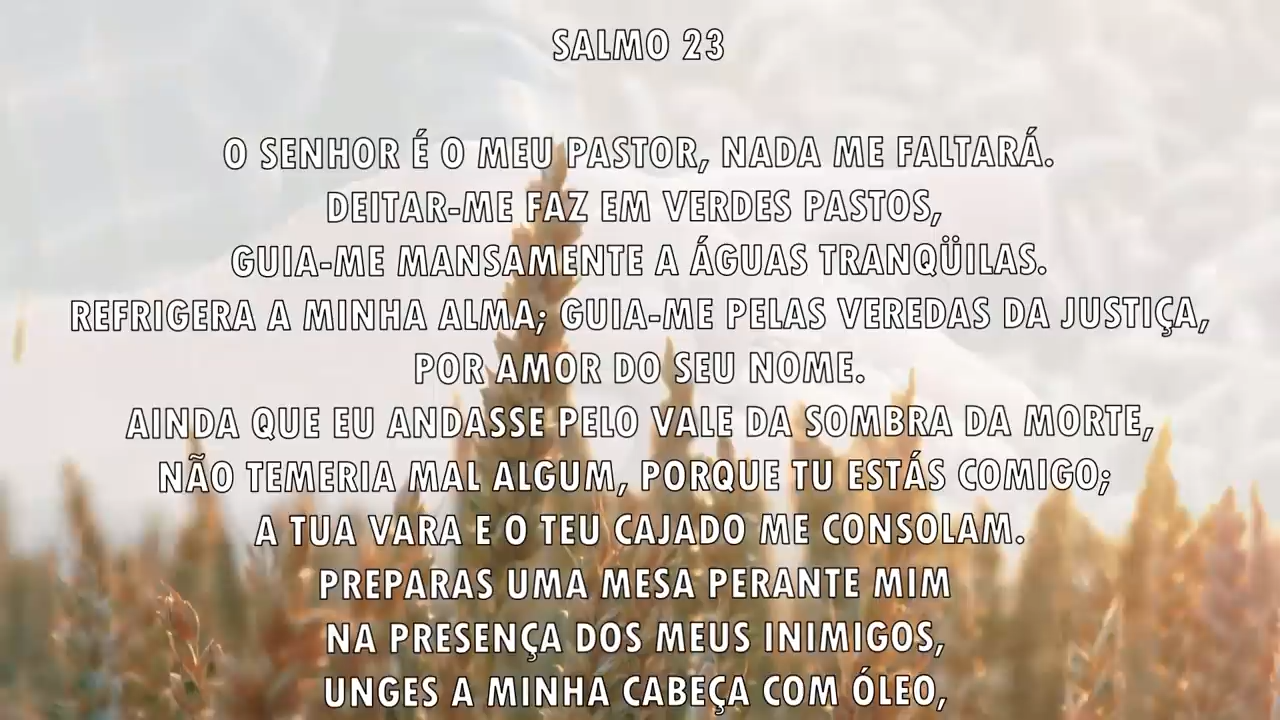 SALMO 23
O SENHOR É O MEU PASTOR, NADA ME FALTARÁ.
DEITAR-ME FAZ EM VERDES PASTOS,
GUIA-ME MANSAMENTE A ÁGUAS TRANQÜILAS.
REFRIGERA A MINHA ALMA; GUIA-ME PELAS VEREDAS DA JUSTIÇA,
POR AMOR DO SEU NOME.
AINDA QUE EU ANDASSE PELO VALE DA SOMBRA DA MORTE,
NÃO TEMERIA MAL ALGUM, PORQUE TU ESTÁS COMIGO;
A TUA VARA E O TEU CAJADO ME CONSOLAM.
PREPARAS UMA MESA PERANTE MIM
NA PRESENÇA DOS MEUS INIMIGOS,
UNGES A MINHA CABEÇA COM ÓLEO,